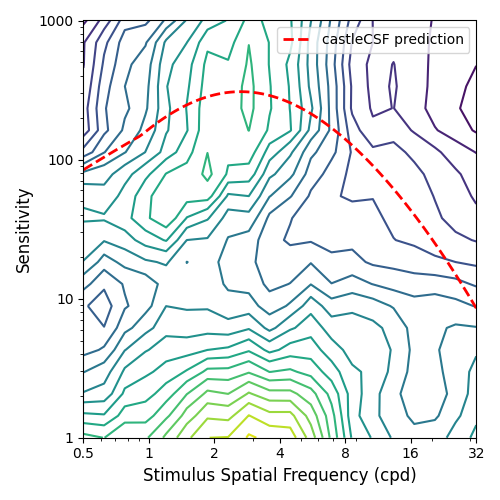 1000
100
10
1
Sensitivity
castleCSF prediction
0.5 1 2 4 8 16 32
Stimulus Spatial Frequency (cpd)